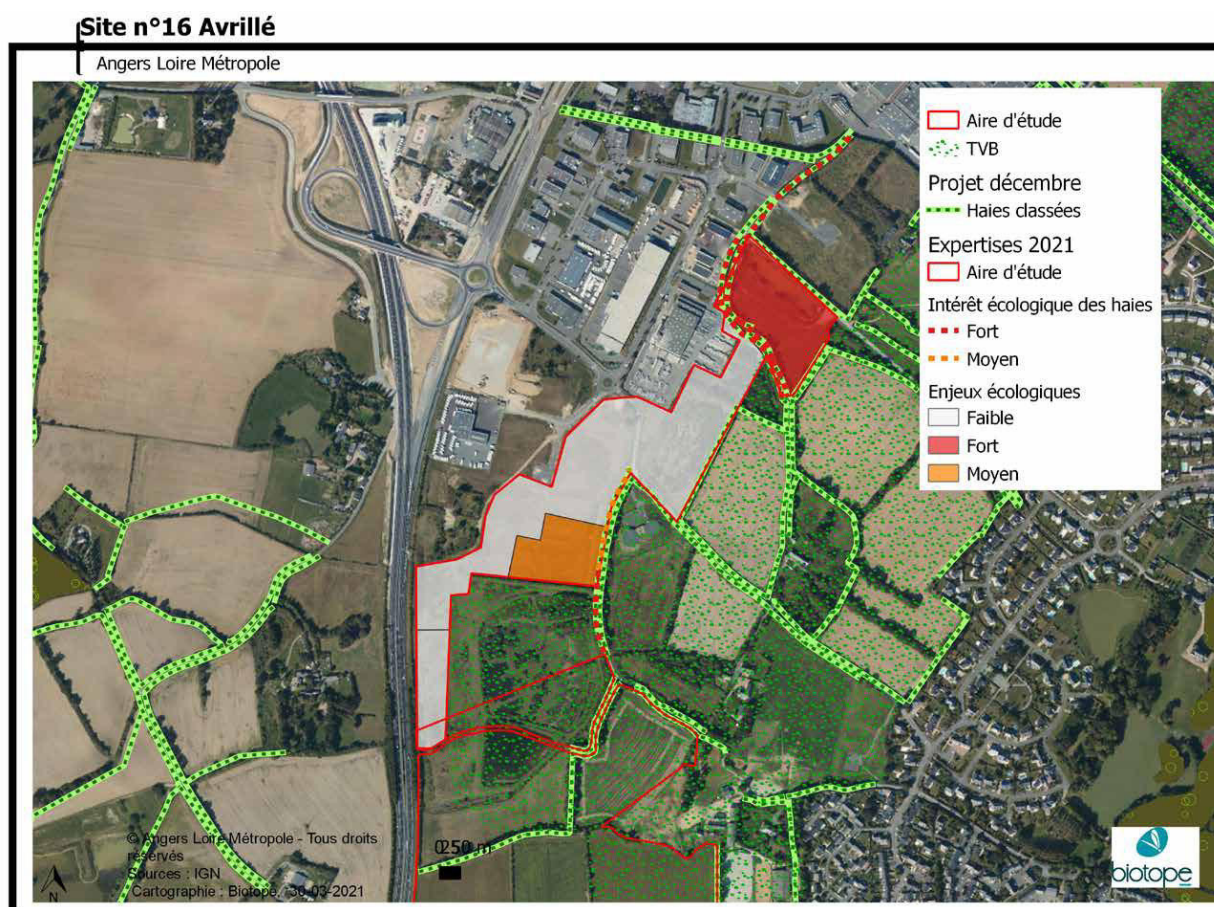 Site n°16 Avrillé
Angers Loire Métropole
Aire d'étude
TVB
Projet décembre
Haies classées
Expertises 2021
Aire d'étude
Intérêt écologique des haies
Fort
Moyen
Enjeux écologiques
Faible
Fort
Moyen
© Angers Loire Métropole - Tous droits
réservés
Sources : IGN
Cartographie : Biotope, 30-03-2021
N
biotope